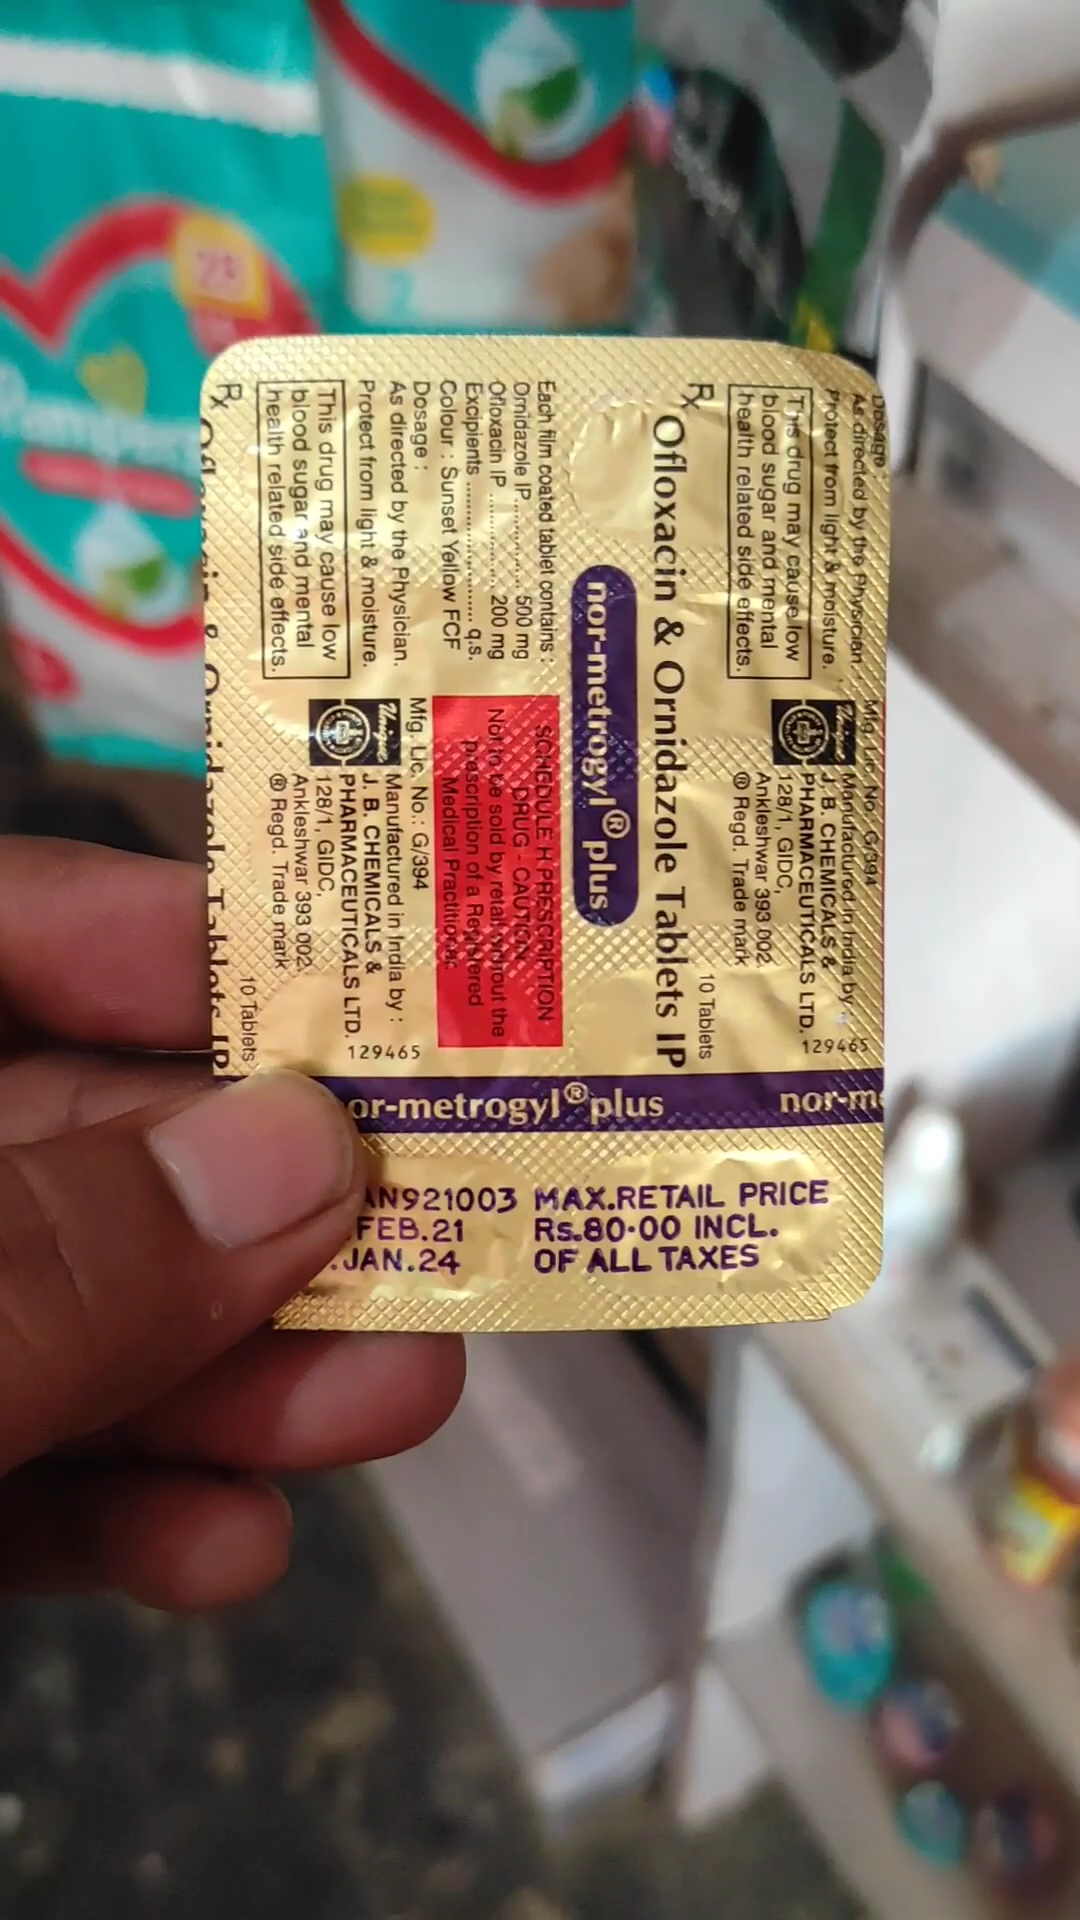 Dosage :
As directed by the Physician.
Protect from light & moisture.
This drug may cause low
blood sugar and mental
health related side effects.
Mfg. Lic. No.: G/394
Manufactured in India by :
J. B. CHEMICALS &
PHARMACEUTICALS LTD.
128/1, GIDC,
Ankleshwar 393 002.
® Regd. Trade mark
Unique
129465
10 Tablets
Rx
Ofloxacin & Ornidazole Tablets IP
nor-metrogyl® plus
Each film coated tablet contains :
Ornidazole IP............... 500 mg
Ofloxacin IP ............... 200 mg
Excipients ..................... q.s.
Colour : Sunset Yellow FCF
Dosage :
As directed by the Physician.
Protect from light & moisture.
This drug may cause low
blood sugar and mental
health related side effects.
SCHEDULE H PRESCRIPTION
DRUG - CAUTION
Not to be sold by retail without the
prescription of a Registered
Medical Practitioner.
Mfg. Lic. No.: G/394
Manufactured in India by :
J. B. CHEMICALS &
PHARMACEUTICALS LTD.
128/1, GIDC,
Ankleshwar 393 002.
® Regd. Trade mark
Unique
129465
10 Tablets
Rx
Ofloxacin & Ornidazole Tablets IP
or-metrogyl® plus nor-me
AN921003 MAX.RETAIL PRICE
.FEB.21 Rs.80·00 INCL.
.JAN.24 OF ALL TAXES
Pampers